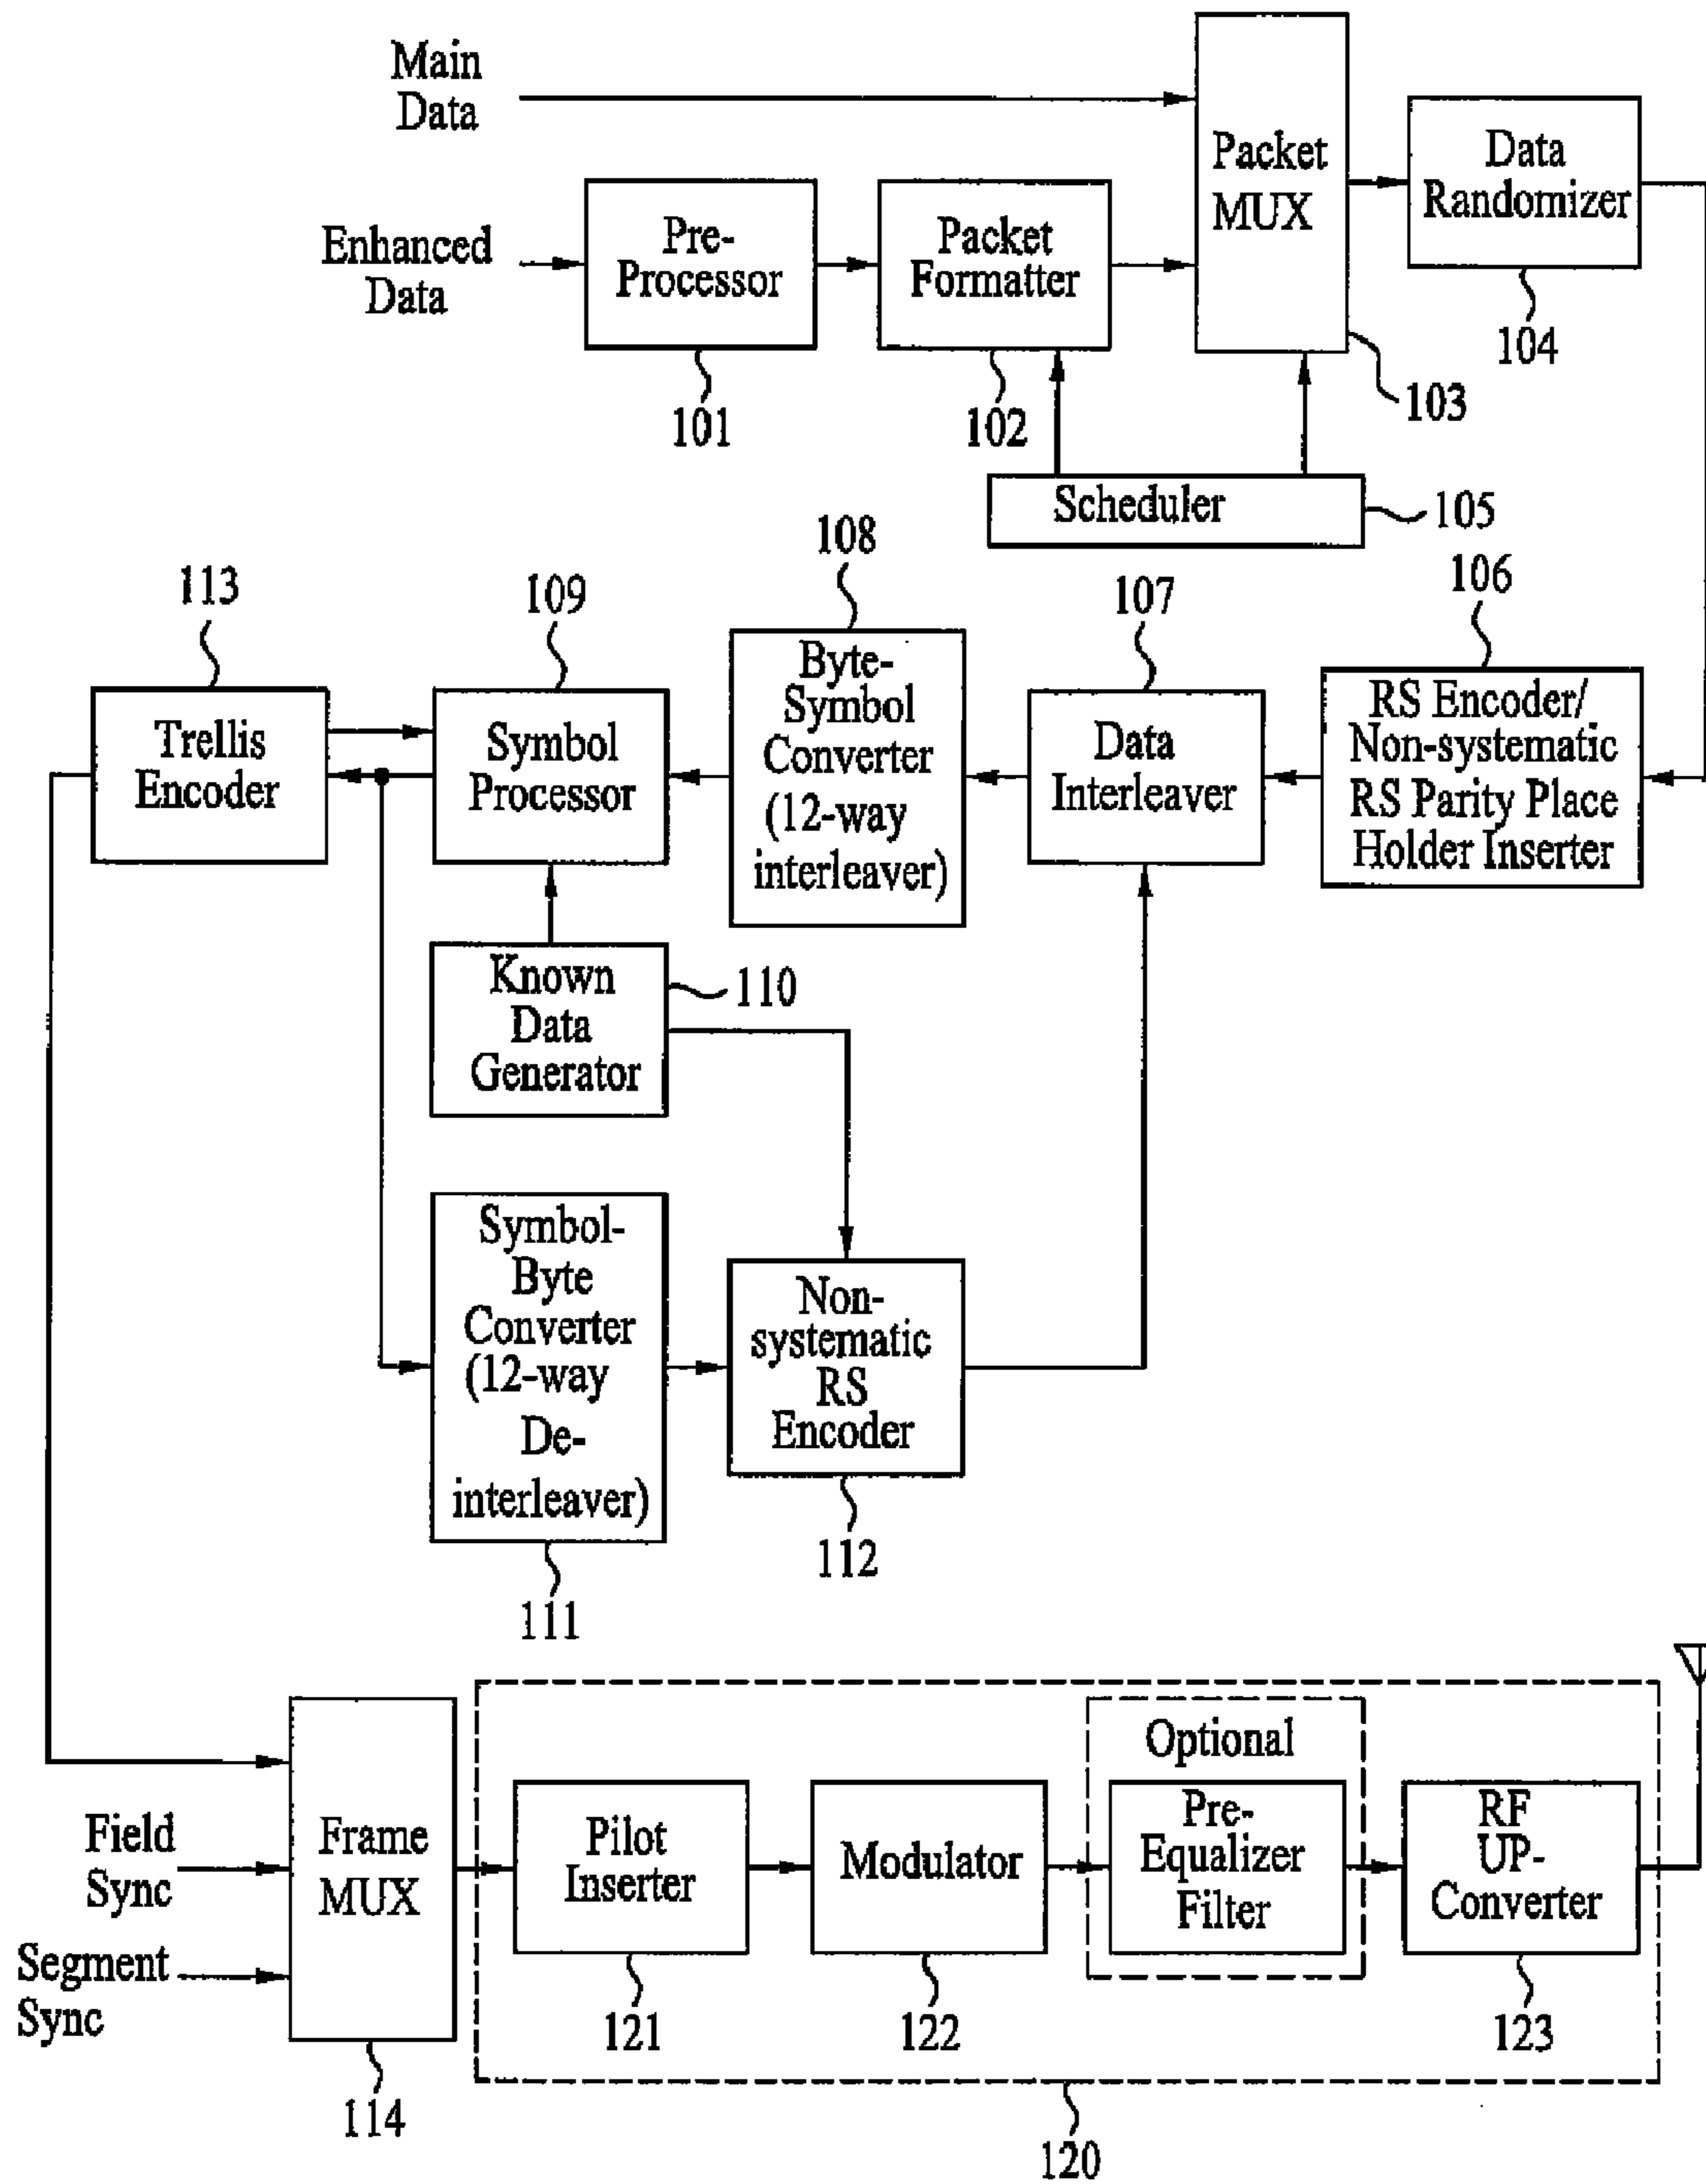 Main
Data
Enhanced
Data
Pre-
Processor
101
Packet
Formatter
102
Packet
MUX
103
Data
Randomizer
104
Scheduler
105
106
RS Encoder/
Non-systematic
RS Parity Place
Holder Inserter
107
Data
Interleaver
108
Byte-
Symbol
Converter
(12-way
interleaver)
109
Symbol
Processor
113
Trellis
Encoder
Known
Data
Generator
110
Symbol-
Byte
Converter
(12-way
De-
interleaver)
111
Non-
systematic
RS
Encoder
112
Field
Sync
Segment
Sync
Frame
MUX
114
Pilot
Inserter
121
Modulator
122
Optional
Pre-
Equalizer
Filter
RF
UP-
Converter
123
120